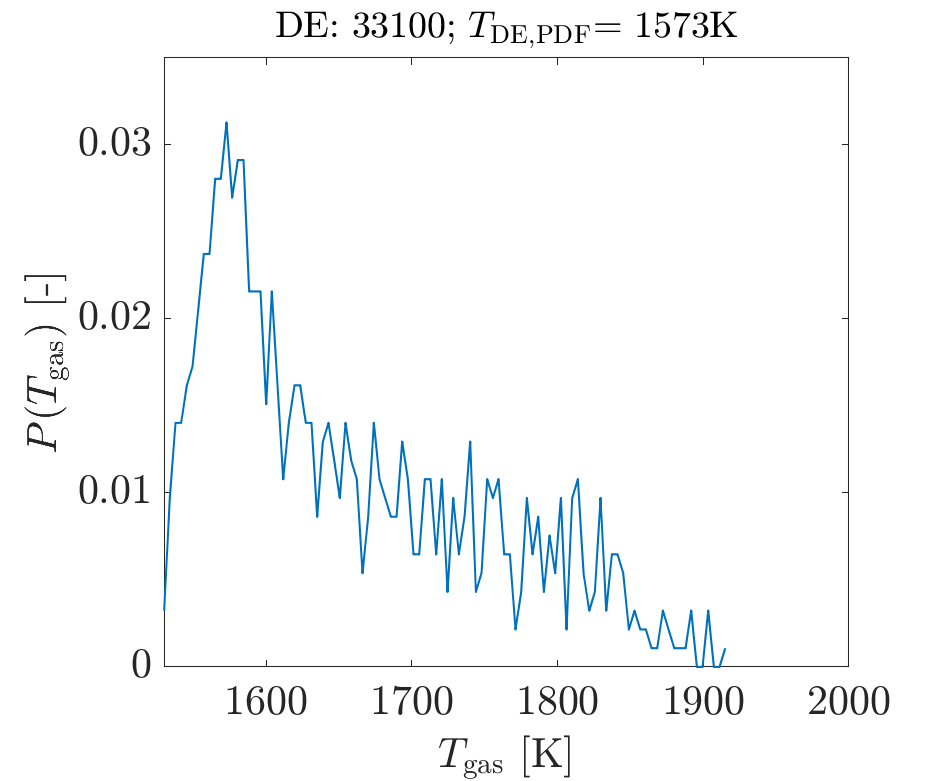 DE: 33100; T_DE,PDF= 1573K
0.03
0.02
0.01
0
P(T_gas) [-]
1600 1700 1800 1900 2000
T_gas [K]